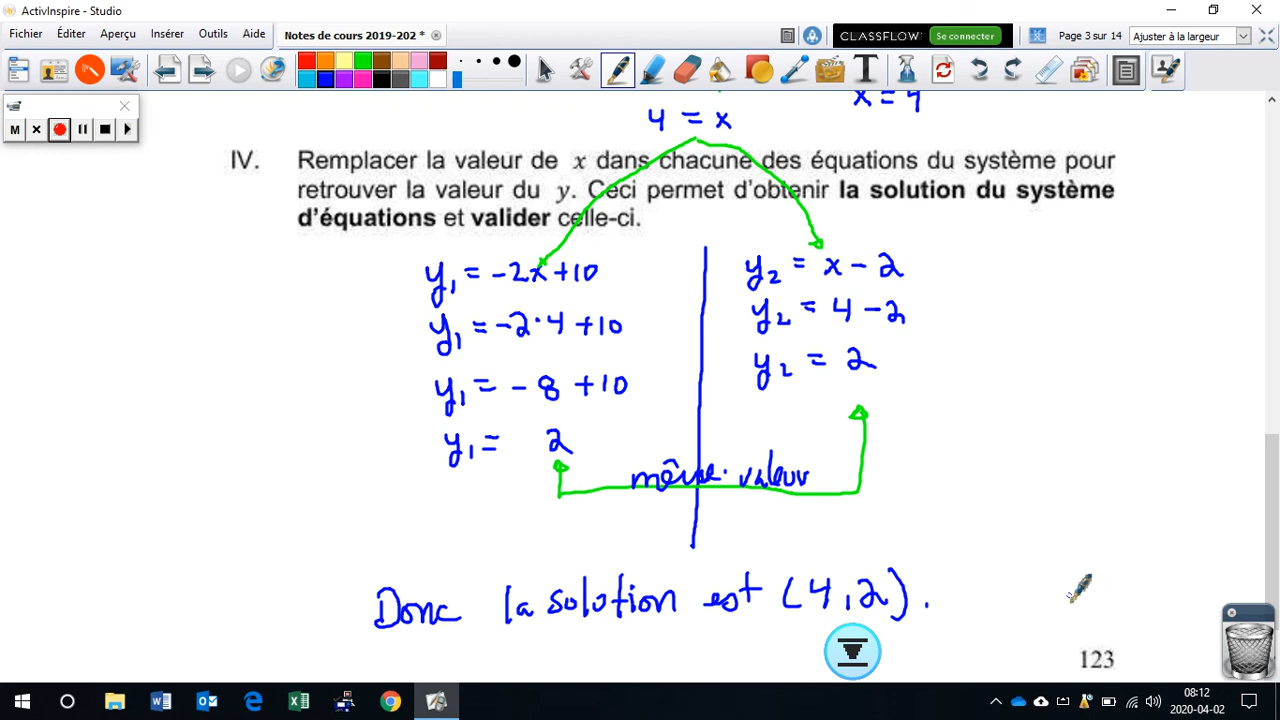 ActivInspire - Studio
Fichier Éditer Aperçu Insérer Outils Aide
Notes de cours 2019-202 *
CLASSFLOW Se connecter
Page 3 sur 14 Ajuster à la largeur
M
x = 4
4 = x
IV. Remplacer la valeur de x dans chacune des équations du système pour
retrouver la valeur du y. Ceci permet d'obtenir la solution du système
d'équations et valider celle-ci.
y₁ = -2x + 10
y₁ = -2 · 4 + 10
y₁ = - 8 + 10
y₁ = 2
y₂ = x - 2
y₂ = 4 - 2
y₂ = 2
même valeur
Donc la solution est (4, 2).
123
08:12
2020-04-02